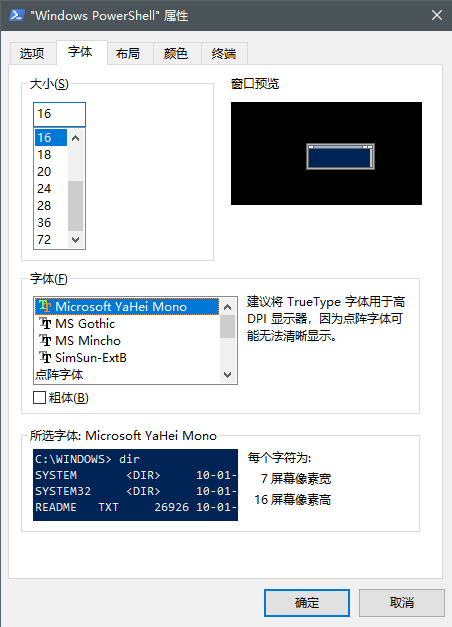 "Windows PowerShell" 属性
选项 字体 布局 颜色 终端
大小(S)
16
16
18
20
24
28
36
72
窗口预览
字体(F)
Microsoft YaHei Mono
MS Gothic
MS Mincho
SimSun-ExtB
点阵字体
粗体(B)
建议将 TrueType 字体用于高
DPI 显示器，因为点阵字体可
能无法清晰显示。
所选字体: Microsoft YaHei Mono
C:\WINDOWS> dir
SYSTEM <DIR> 10-01-
SYSTEM32 <DIR> 10-01-
README TXT 26926 10-01-
每个字符为:
7 屏幕像素宽
16 屏幕像素高
确定 取消